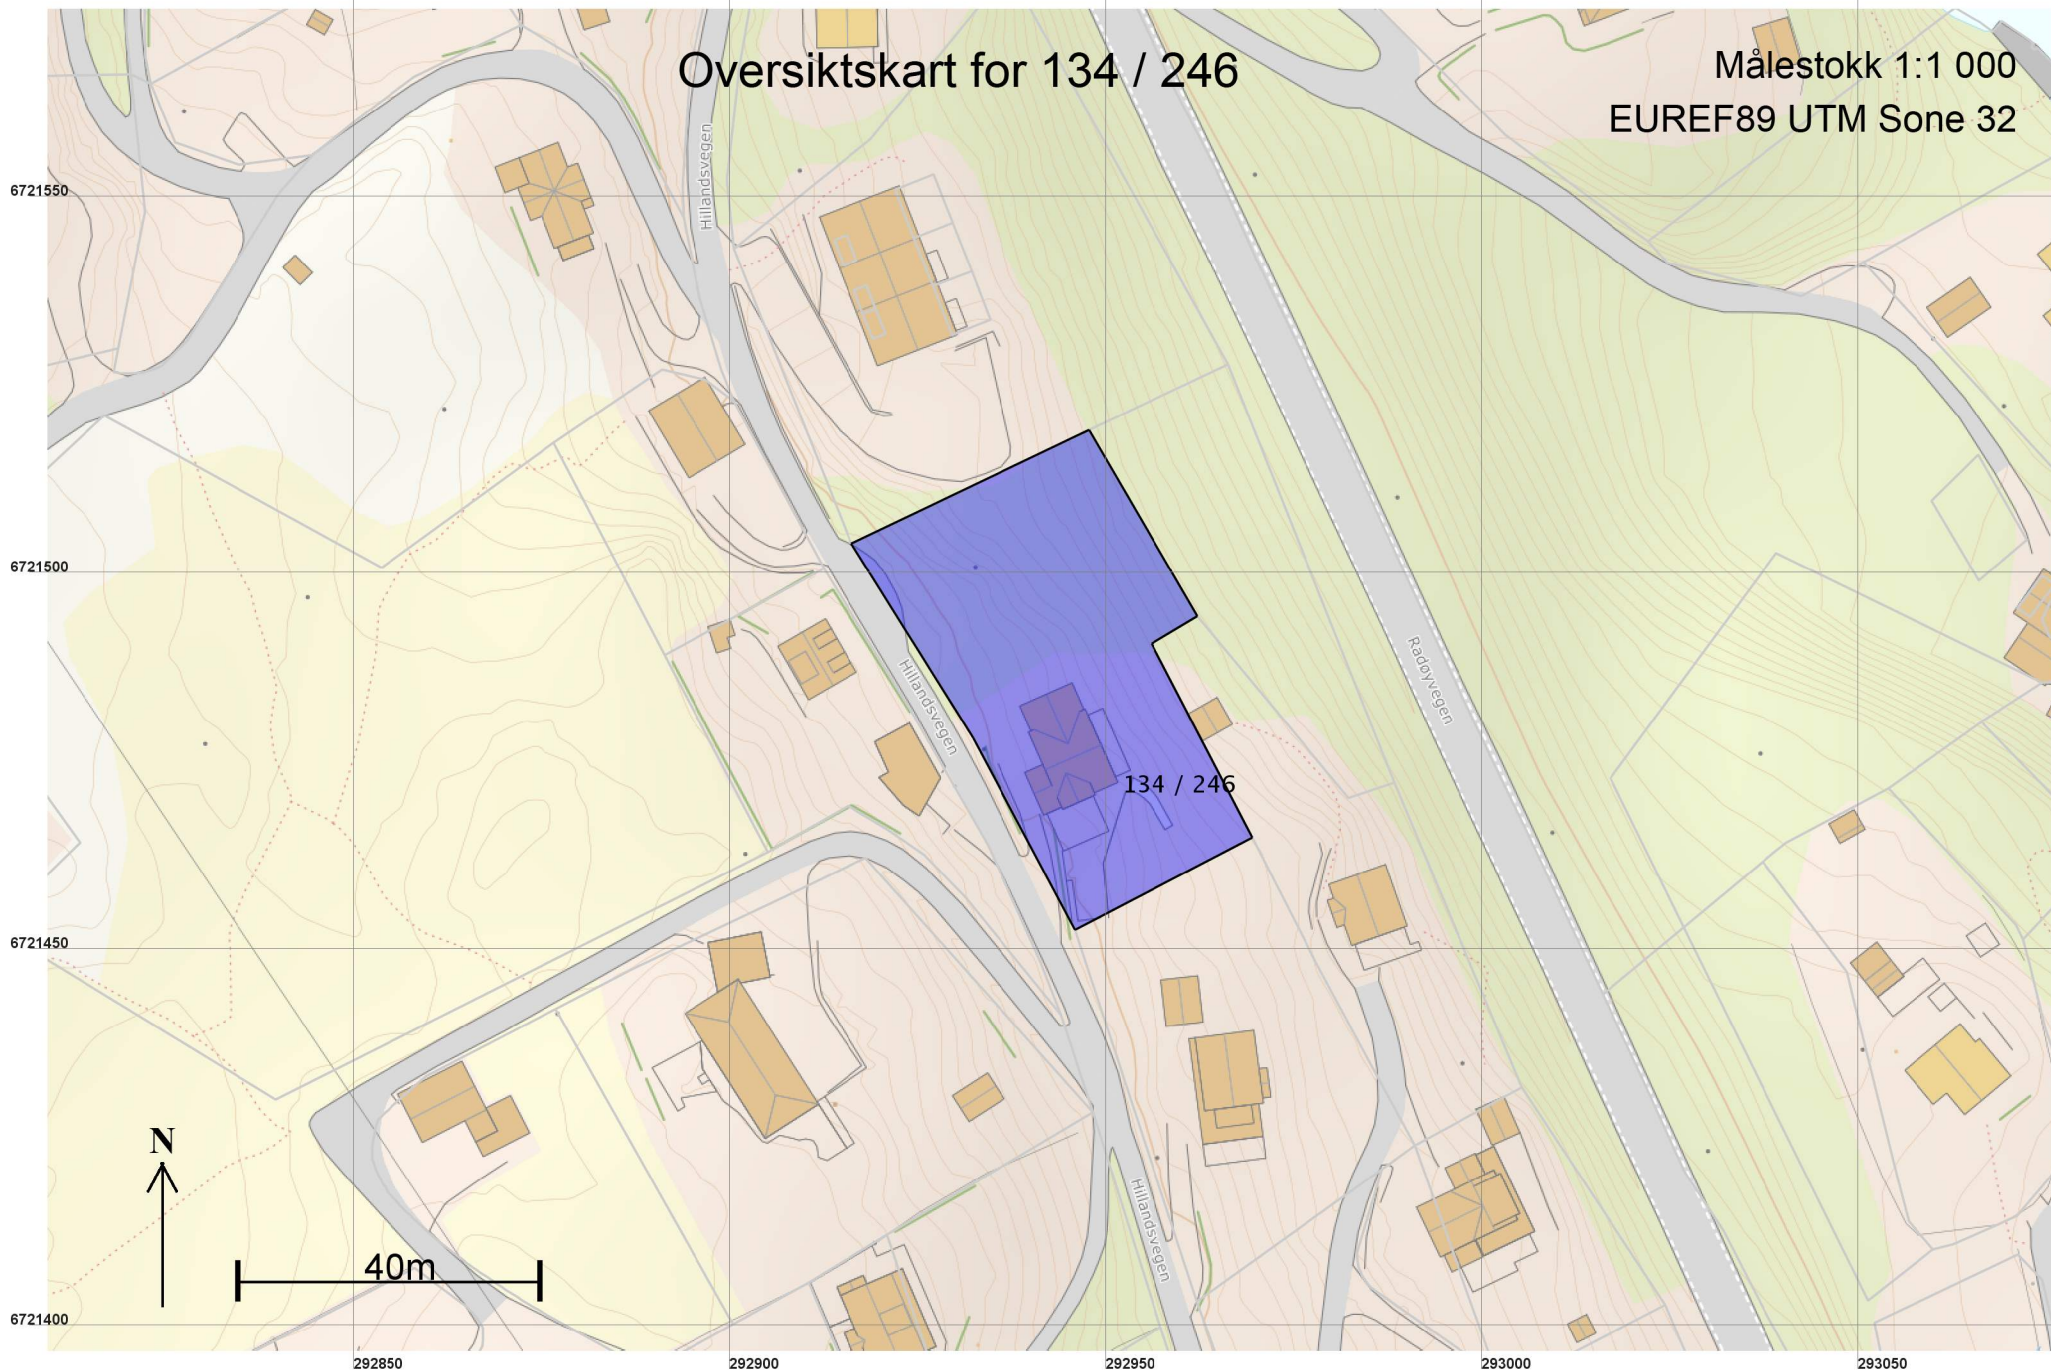 Oversiktskart for 134 / 246
Målestokk 1:1 000
EUREF89 UTM Sone 32
Hillandsvegen
6721550
6721500
Hillandsvegen
Radøyvegen
134 / 246
6721450
N
Hillandsvegen
40m
6721400
292850
292900
292950
293000
293050